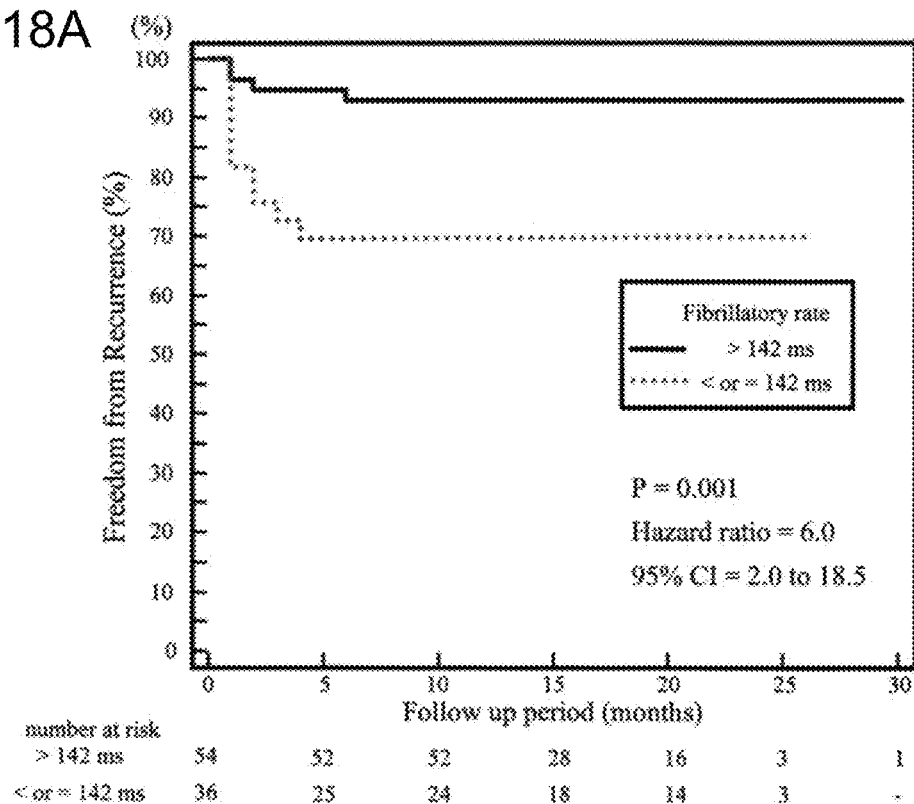 18A
(%)
100
90
80
70
60
50
40
30
20
10
0
Freedom from Recurrence (%)
Fibrillatory rate
> 142 ms
< or = 142 ms
P = 0.001
Hazard ratio = 6.0
95% CI = 2.0 to 18.5
0 5 10 15 20 25 30
Follow up period (months)
number at risk
> 142 ms 54 52 52 28 16 3 1
< or = 142 ms 36 25 24 18 14 3 -